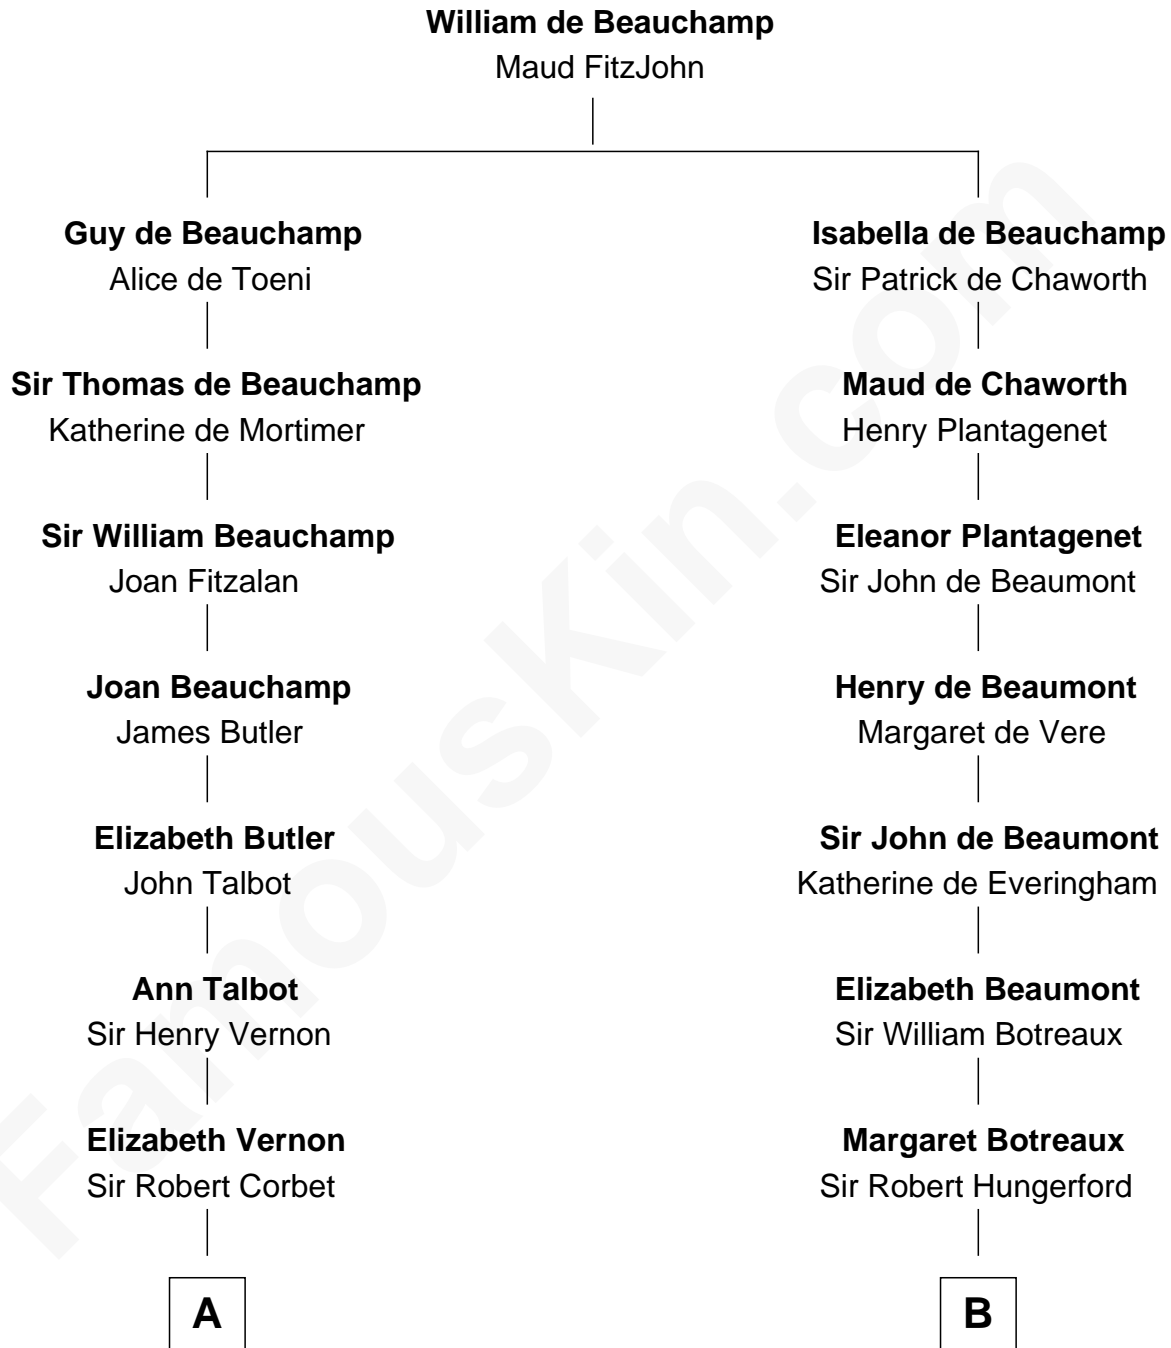 William de Beauchamp
Maud FitzJohn
Guy de Beauchamp
Alice de Toeni
Isabella de Beauchamp
Sir Patrick de Chaworth
Sir Thomas de Beauchamp
Katherine de Mortimer
Maud de Chaworth
Henry Plantagenet
Sir William Beauchamp
Joan Fitzalan
Eleanor Plantagenet
Sir John de Beaumont
Joan Beauchamp
James Butler
Henry de Beaumont
Margaret de Vere
Elizabeth Butler
John Talbot
Sir John de Beaumont
Katherine de Everingham
Ann Talbot
Sir Henry Vernon
Elizabeth Beaumont
Sir William Botreaux
Elizabeth Vernon
Sir Robert Corbet
Margaret Botreaux
Sir Robert Hungerford
A
B
FamousKin.com